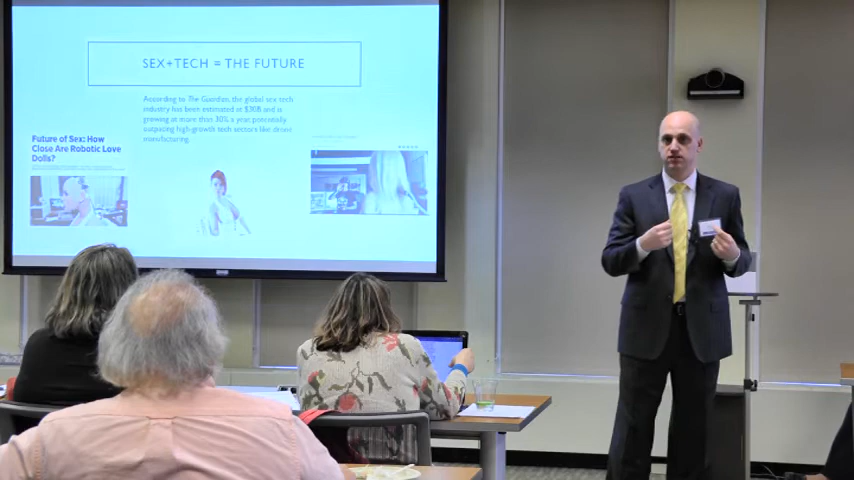 SEX+TECH = THE FUTURE
According to The Guardian, the global sex tech
industry has been estimated at $30B and is
growing at more than 30% a year, potentially
outpacing high-growth tech sectors like drone
manufacturing.
Future of Sex: How
Close Are Robotic Love
Dolls?